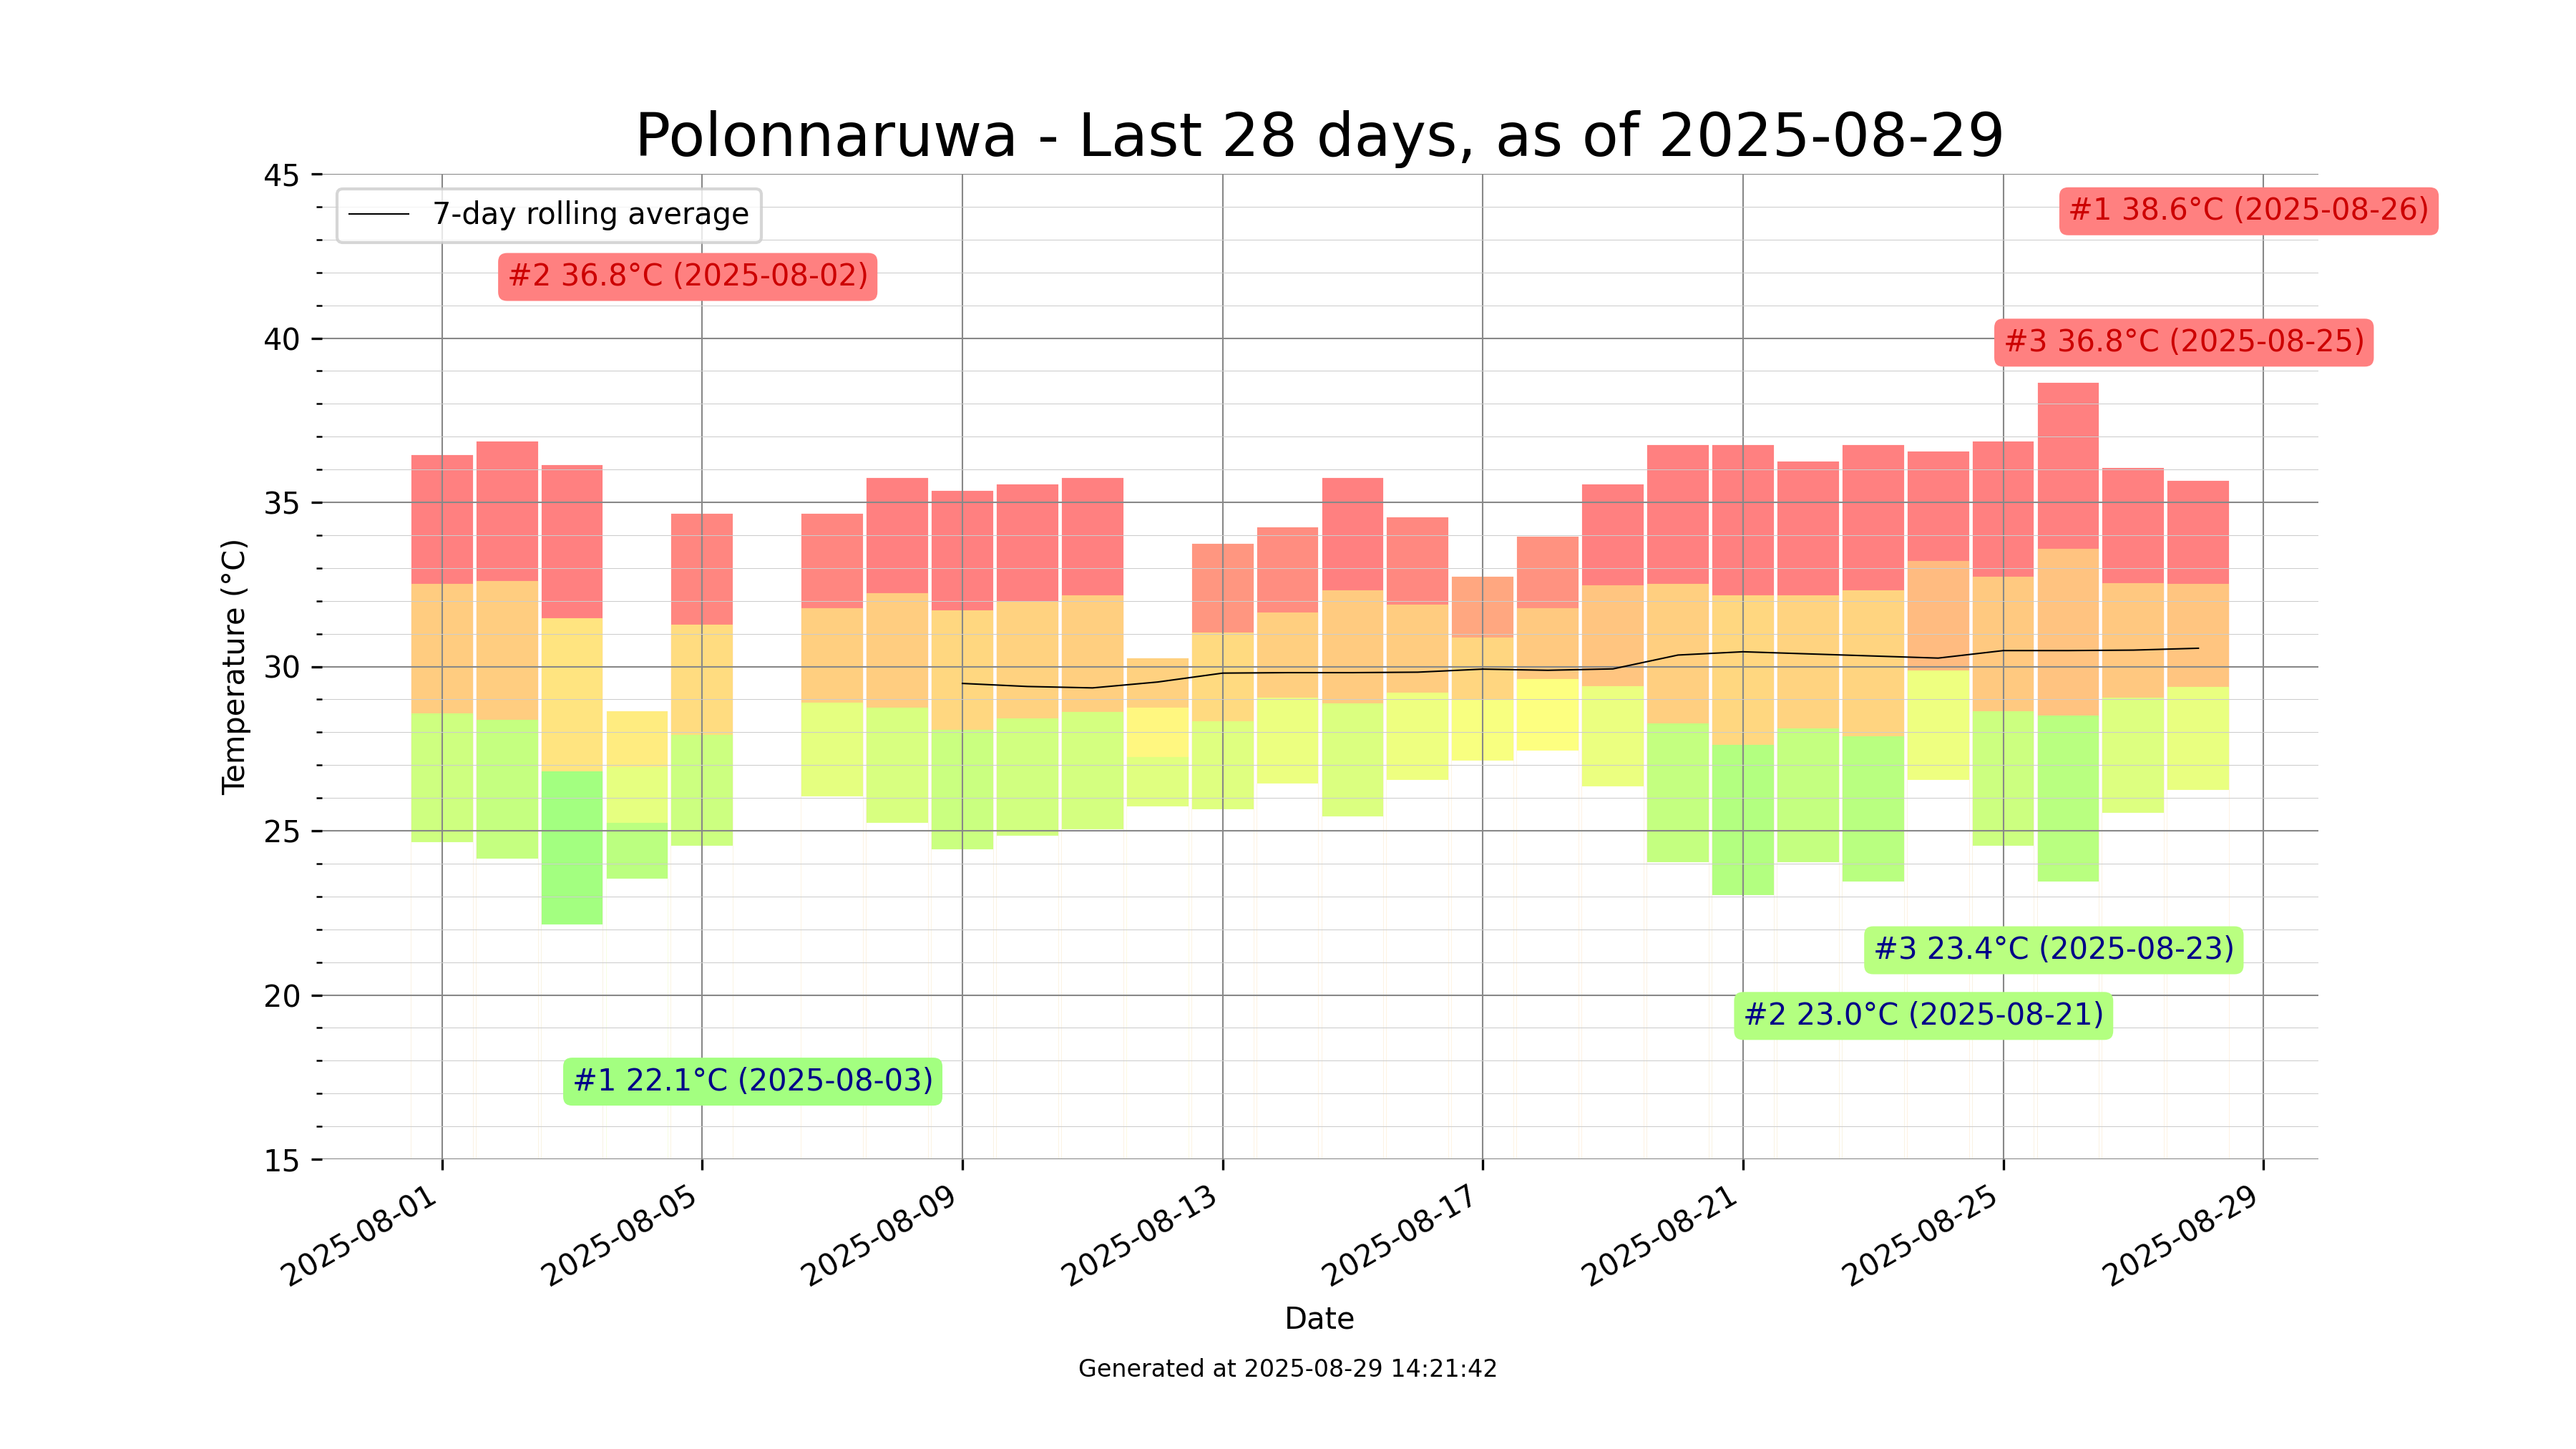 Polonnaruwa - Last 28 days, as of 2025-08-29
45
7-day rolling average
#1 38.6°C (2025-08-26)
#2 36.8°C (2025-08-02)
40
#3 36.8°C (2025-08-25)
35
30
Temperature (°C)
25
#3 23.4°C (2025-08-23)
20
#2 23.0°C (2025-08-21)
#1 22.1°C (2025-08-03)
15
2025-08-01
2025-08-05
2025-08-09
2025-08-13
2025-08-17
2025-08-21
2025-08-25
2025-08-29
Date
Generated at 2025-08-29 14:21:42